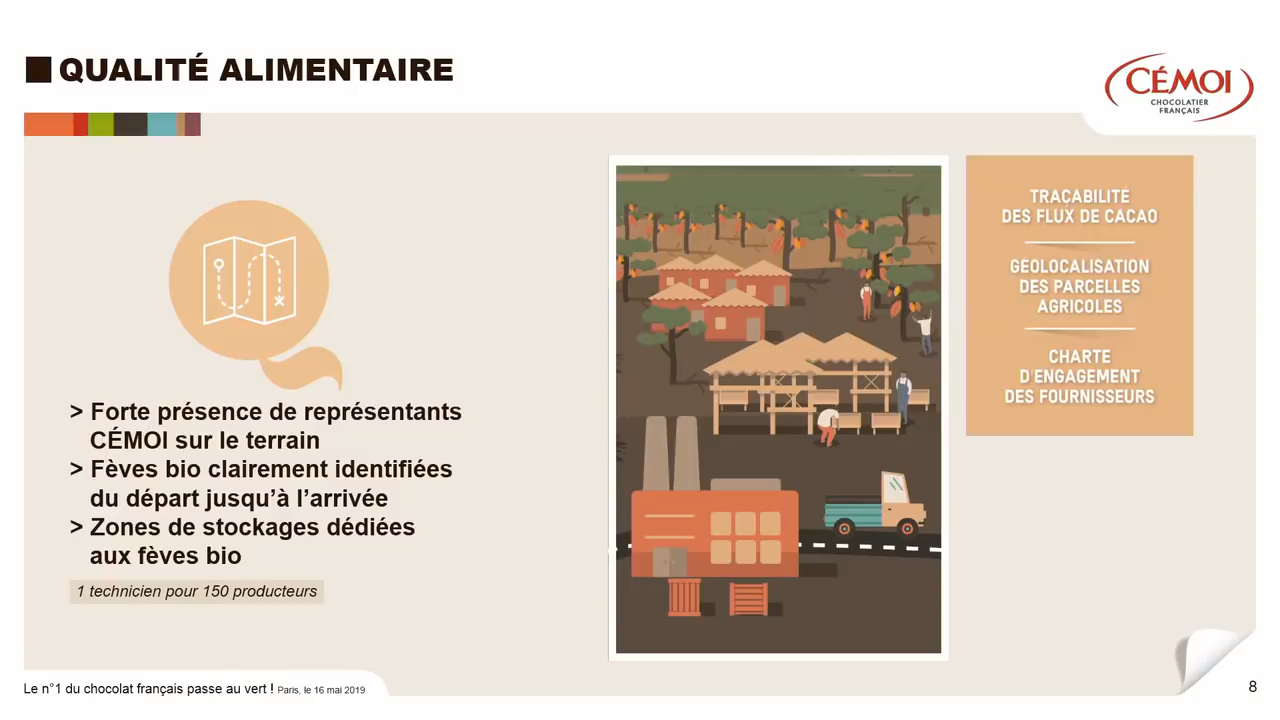 QUALITÉ ALIMENTAIRE
CÉMOI
CHOCOLATIER
FRANÇAIS
> Forte présence de représentants
CÉMOI sur le terrain
> Fèves bio clairement identifiées
du départ jusqu’à l’arrivée
> Zones de stockages dédiées
aux fèves bio
1 technicien pour 150 producteurs
TRAÇABILITÉ
DES FLUX DE CACAO
GÉOLOCALISATION
DES PARCELLES
AGRICOLES
CHARTE
D'ENGAGEMENT
DES FOURNISSEURS
Le n°1 du chocolat français passe au vert ! Paris, le 16 mai 2019
8